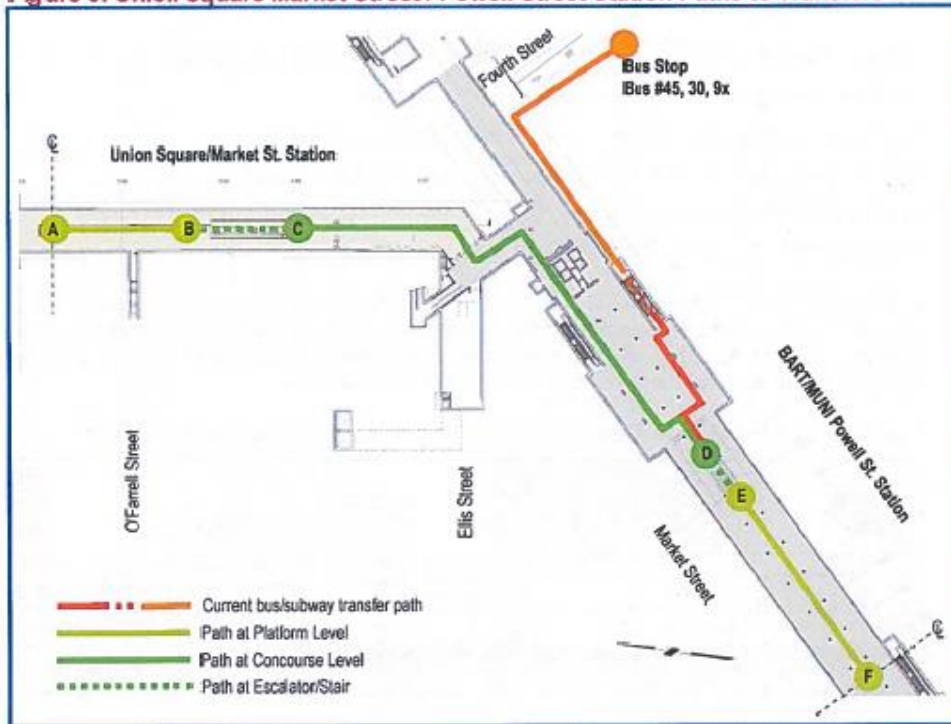 Fourth Street
Bus Stop
Bus #45, 30, 9x
Union Square/Market St. Station
A
B
C
D
E
F
BART/MUNI Powell St. Station
O'Farrell Street
Ellis Street
Market Street
Current bus/subway transfer path
Path at Platform Level
Path at Concourse Level
Path at Escalator/Stair